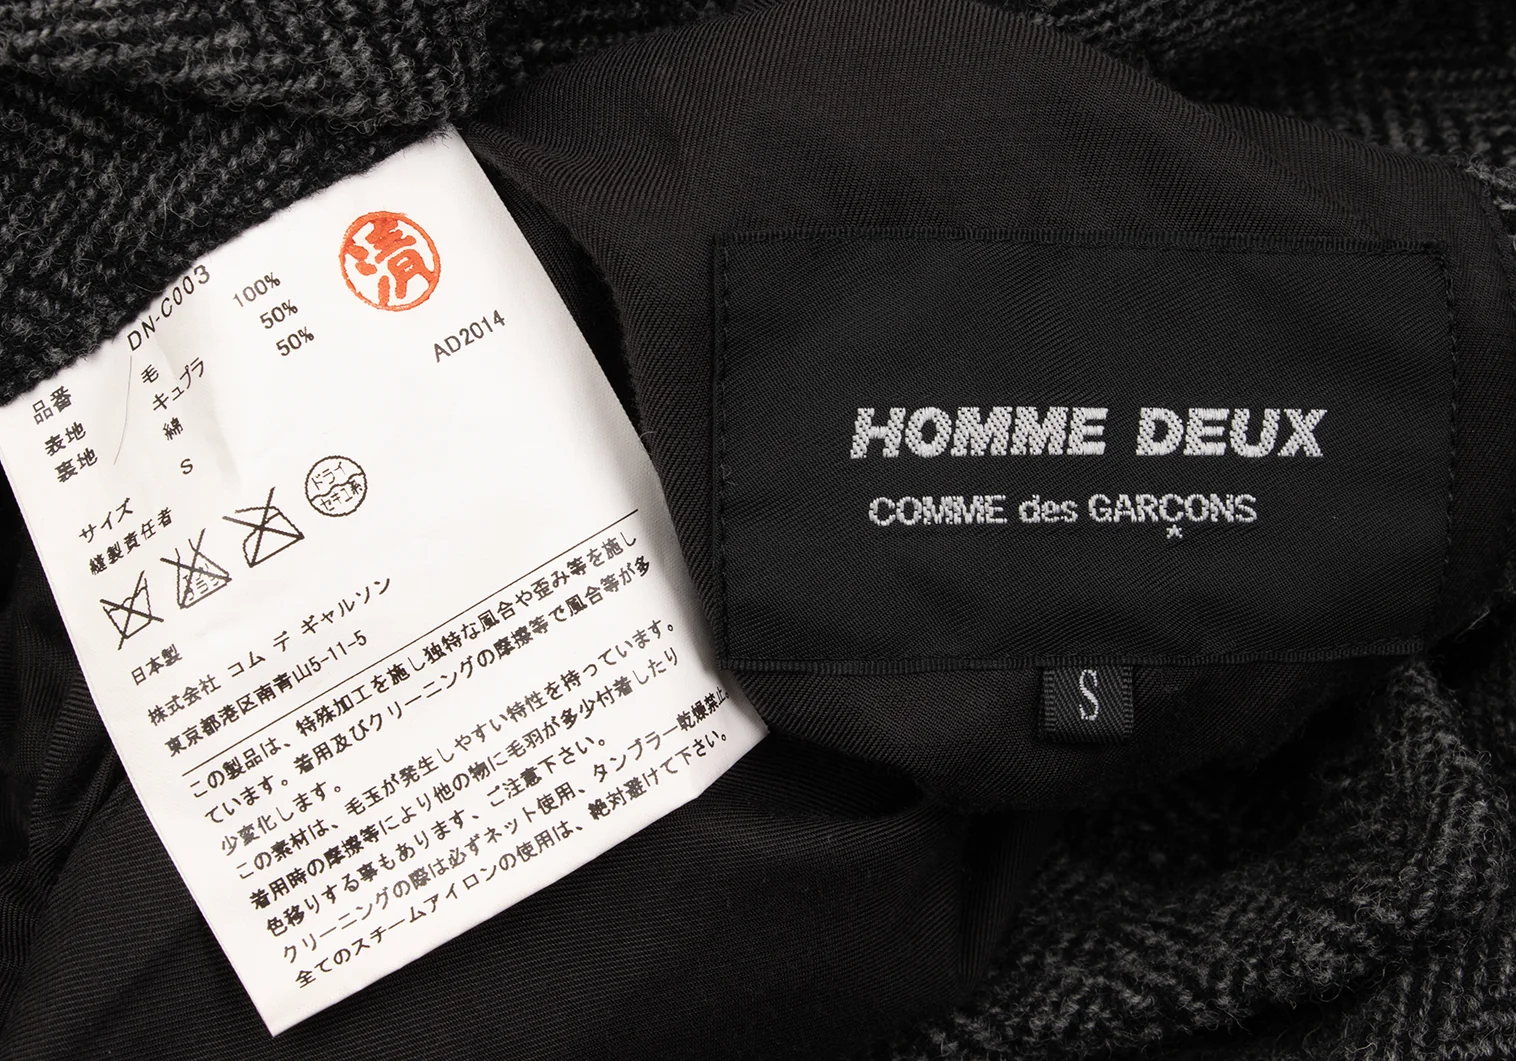 清
品番 DN-C003
表地 毛 100%
裏地 キュプラ 50%
綿 50%
AD2014
サイズ S
縫製責任者
ドライ
セキユ系
日本製
株式会社 コム デ ギャルソン
東京都港区南青山5-11-5
この製品は、特殊加工を施し独特な風合や歪み等を施し
ています。着用及びクリーニングの摩擦等で風合等が多
少変化します。
この素材は、毛玉が発生しやすい特性を持っています。
着用時の摩擦等により他の物に毛羽が多少付着したり
色移りする事もあります、ご注意下さい。
クリーニングの際は必ずネット使用、タンブラー乾燥禁止。
全てのスチームアイロンの使用は、絶対避けて下さい。
HOMME DEUX
COMME des GARÇONS
S